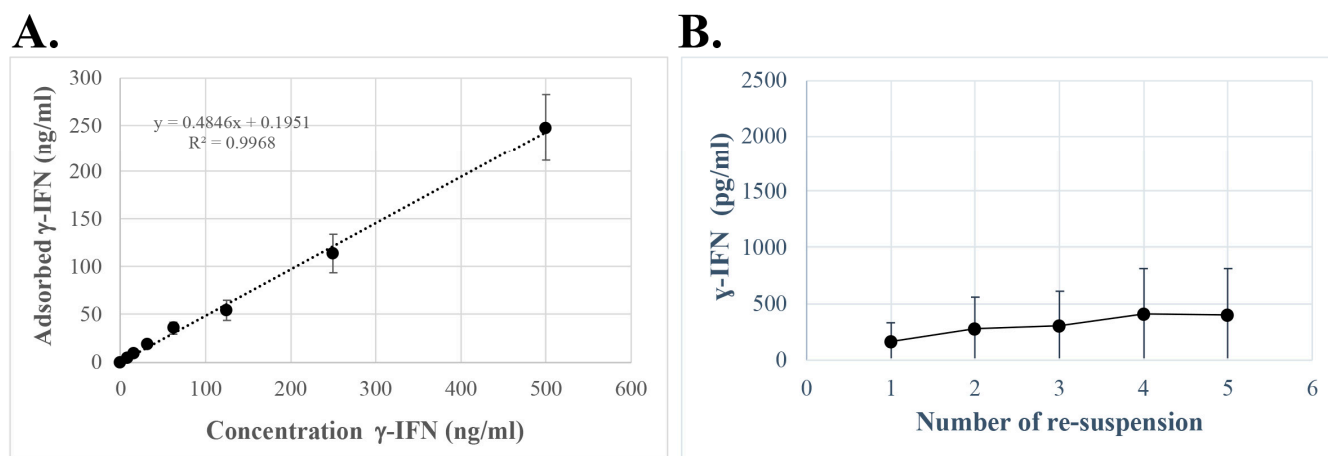 A.
300
250
200
150
100
50
0
y = 0.4846x + 0.1951
R² = 0.9968
Adsorbed γ-IFN (ng/ml)
0 100 200 300 400 500 600
Concentration γ-IFN (ng/ml)
B.
2500
2000
1500
1000
500
0
γ-IFN (pg/ml)
0 1 2 3 4 5 6
Number of re-suspension